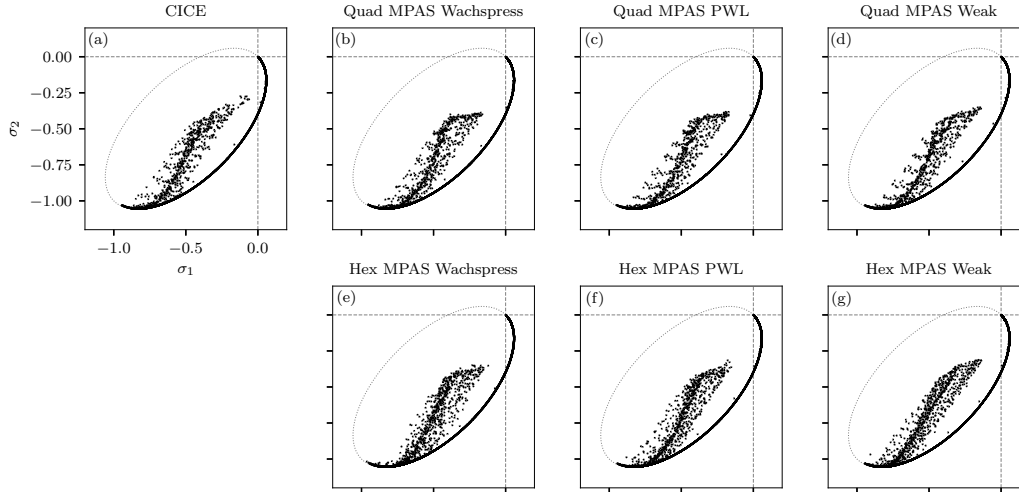 CICE
Quad MPAS Wachspress
Quad MPAS PWL
Quad MPAS Weak
(a)
(b)
(c)
(d)
0.00
−0.25
−0.50
−0.75
−1.00
σ2
−1.0
−0.5
0.0
σ1
Hex MPAS Wachspress
Hex MPAS PWL
Hex MPAS Weak
(e)
(f)
(g)